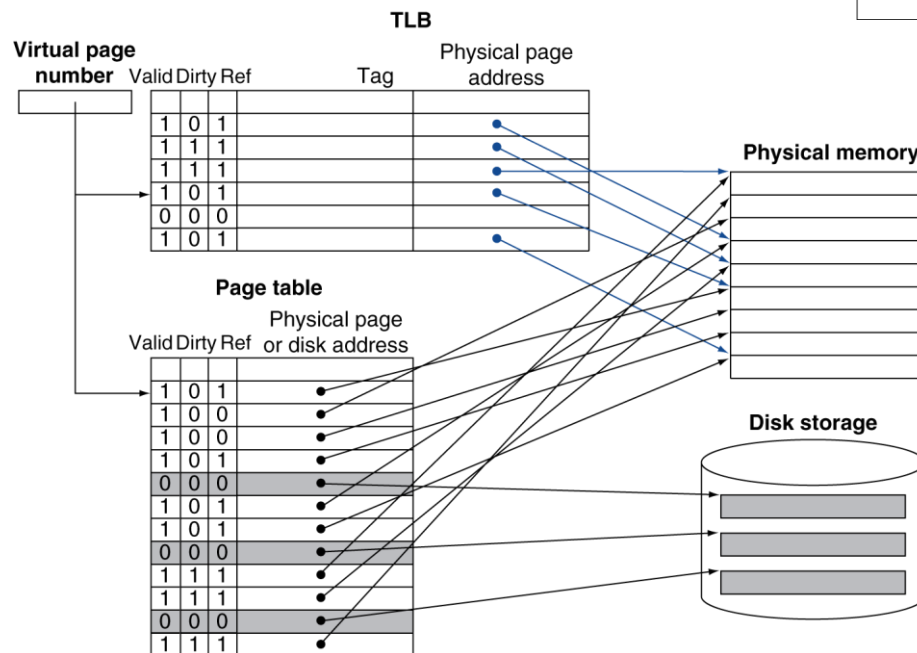 TLB
Virtual page
number
Valid Dirty Ref
Tag
Physical page
address
1 0 1
1 1 1
1 1 1
1 0 1
0 0 0
1 0 1
Physical memory
Page table
Physical page
or disk address
Valid Dirty Ref
1 0 1
1 0 0
1 0 0
1 0 1
0 0 0
1 0 1
1 0 1
0 0 0
1 1 1
1 1 1
0 0 0
1 1 1
Disk storage